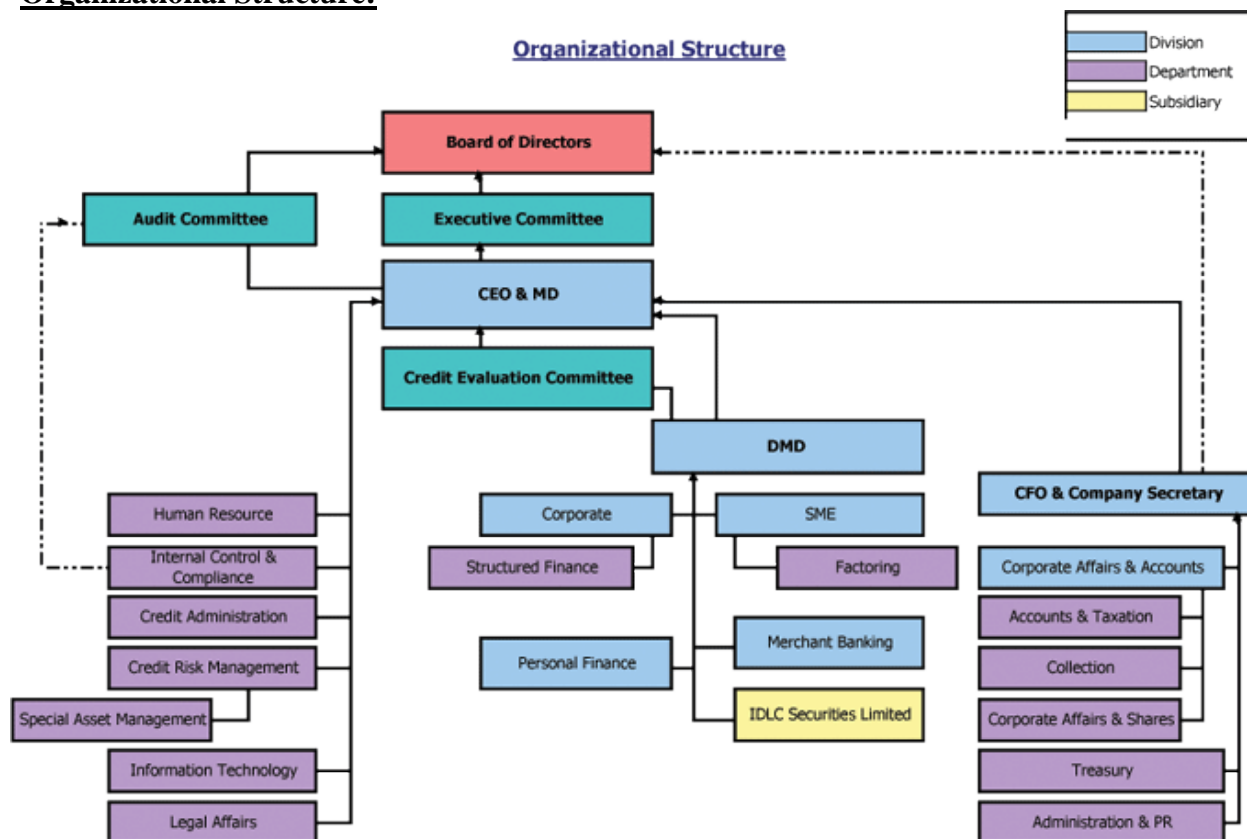 Organizational Structure:
Organizational Structure
Division
Department
Subsidiary
Board of Directors
Audit Committee
Executive Committee
CEO & MD
Credit Evaluation Committee
DMD
CFO & Company Secretary
Human Resource
Internal Control &
Compliance
Credit Administration
Credit Risk Management
Special Asset Management
Information Technology
Legal Affairs
Corporate
SME
Structured Finance
Factoring
Personal Finance
Merchant Banking
IDLC Securities Limited
Corporate Affairs & Accounts
Accounts & Taxation
Collection
Corporate Affairs & Shares
Treasury
Administration & PR